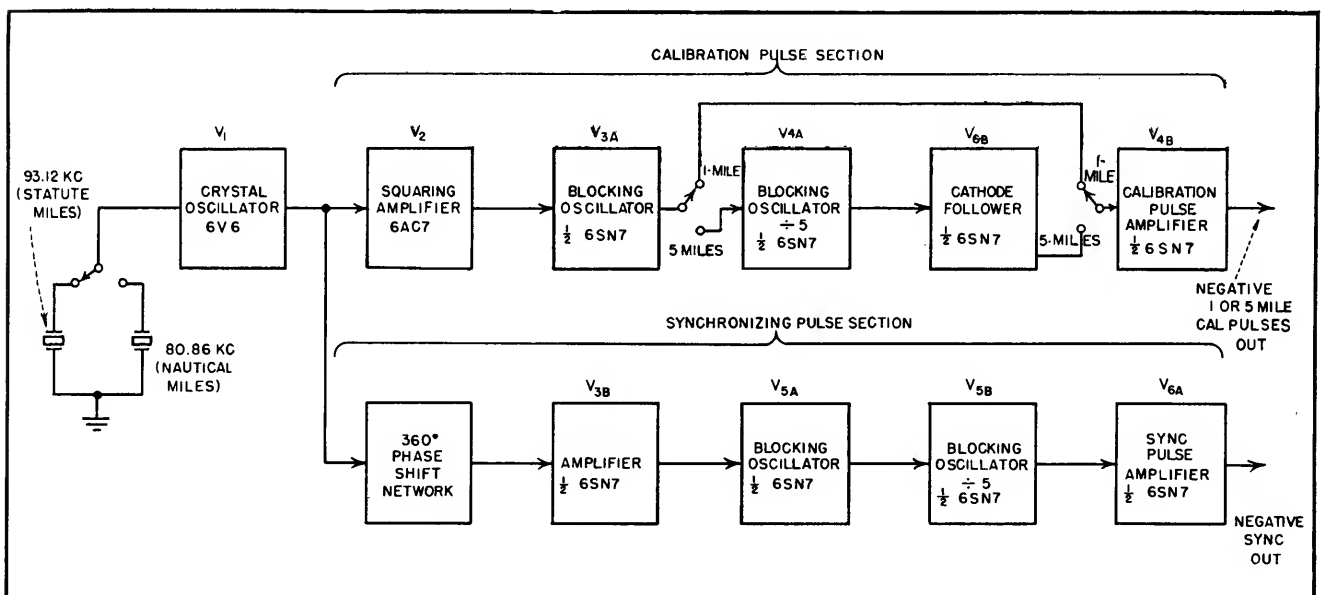 CALIBRATION PULSE SECTION
V1
V2
V3A
V4A
V6B
V4B
93.12 KC
(STATUTE
MILES)
CRYSTAL
OSCILLATOR
6V6
SQUARING
AMPLIFIER
6AC7
BLOCKING
OSCILLATOR
½ 6SN7
1-MILE
5 MILES
BLOCKING
OSCILLATOR
÷ 5
½ 6SN7
CATHODE
FOLLOWER
½ 6SN7
1-
MILE
5-MILES
CALIBRATION
PULSE
AMPLIFIER
½ 6SN7
NEGATIVE
1 OR 5 MILE
CAL PULSES
OUT
80.86 KC
(NAUTICAL
MILES)
SYNCHRONIZING PULSE SECTION
V3B
V5A
V5B
V6A
360°
PHASE
SHIFT
NETWORK
AMPLIFIER
½ 6SN7
BLOCKING
OSCILLATOR
½ 6SN7
BLOCKING
OSCILLATOR
÷ 5
½ 6SN7
SYNC
PULSE
AMPLIFIER
½ 6SN7
NEGATIVE
SYNC
OUT